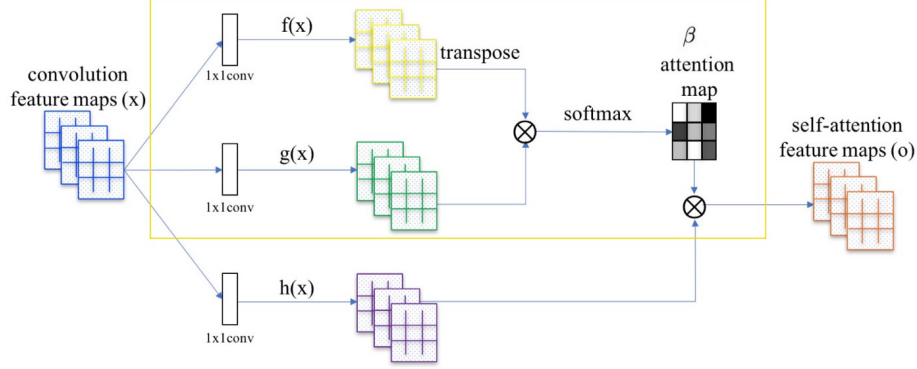 convolution
feature maps (x)
f(x)
1x1conv
transpose
g(x)
1x1conv
h(x)
1x1conv
softmax
β
attention
map
self-attention
feature maps (o)